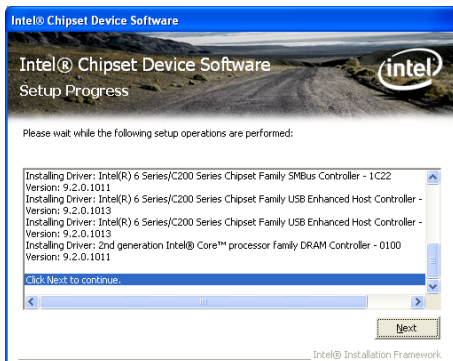 Intel® Chipset Device Software
Intel® Chipset Device Software
Setup Progress
intel
Please wait while the following setup operations are performed:
Installing Driver: Intel(R) 6 Series/C200 Series Chipset Family SMBus Controller - 1C22
Version: 9.2.0.1011
Installing Driver: Intel(R) 6 Series/C200 Series Chipset Family USB Enhanced Host Controller -
Version: 9.2.0.1013
Installing Driver: Intel(R) 6 Series/C200 Series Chipset Family USB Enhanced Host Controller -
Version: 9.2.0.1013
Installing Driver: 2nd generation Intel® Core™ processor family DRAM Controller - 0100
Version: 9.2.0.1011
Click Next to continue.
Next
Intel® Installation Framework